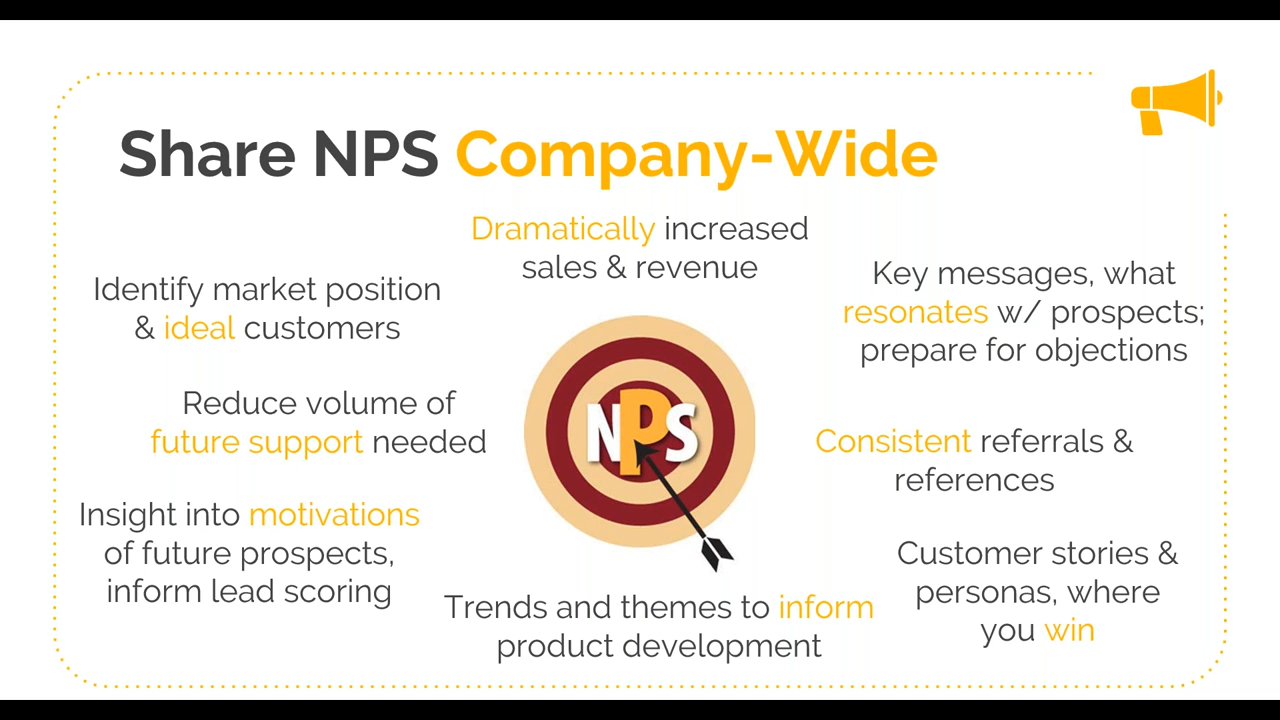 Share NPS Company-Wide
Dramatically increased
sales & revenue
Identify market position
& ideal customers
Key messages, what
resonates w/ prospects;
prepare for objections
Reduce volume of
future support needed
NPS
Consistent referrals &
references
Insight into motivations
of future prospects,
inform lead scoring
Customer stories &
personas, where
you win
Trends and themes to inform
product development